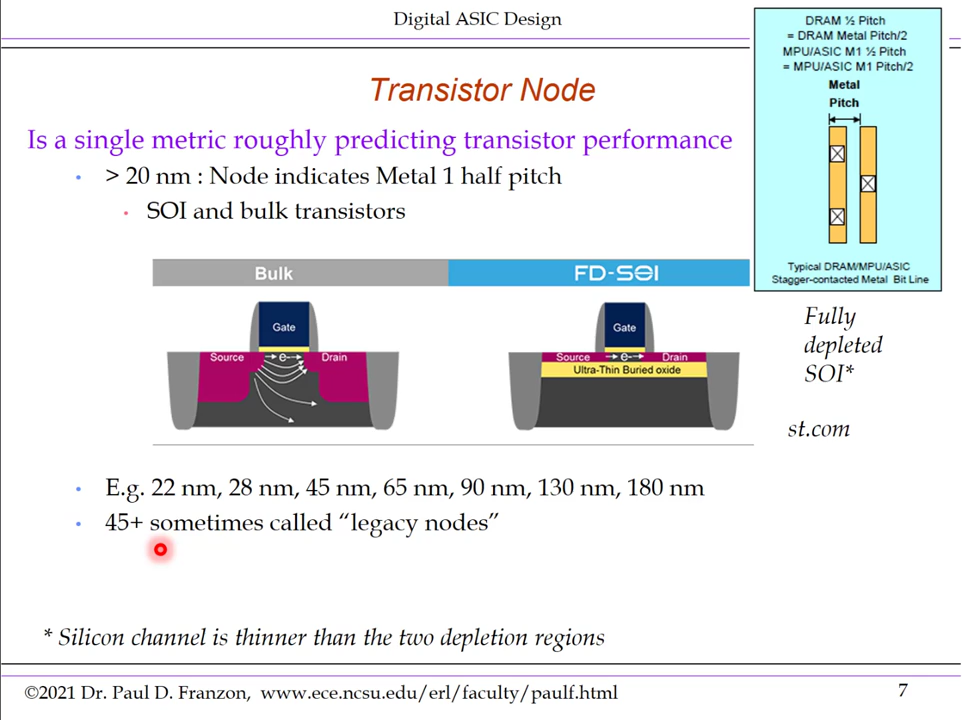 Digital ASIC Design
DRAM ½ Pitch
= DRAM Metal Pitch/2
MPU/ASIC M1 ½ Pitch
= MPU/ASIC M1 Pitch/2
Metal
Pitch
Typical DRAM/MPU/ASIC
Stagger-contacted Metal Bit Line
Transistor Node
Is a single metric roughly predicting transistor performance
• > 20 nm : Node indicates Metal 1 half pitch
• SOI and bulk transistors
Bulk
FD-SOI
Gate
Source
e-
Drain
Gate
Source
e-
Drain
Ultra-Thin Buried oxide
Fully
depleted
SOI*
st.com
• E.g. 22 nm, 28 nm, 45 nm, 65 nm, 90 nm, 130 nm, 180 nm
• 45+ sometimes called “legacy nodes”
* Silicon channel is thinner than the two depletion regions
©2021 Dr. Paul D. Franzon, www.ece.ncsu.edu/erl/faculty/paulf.html
7